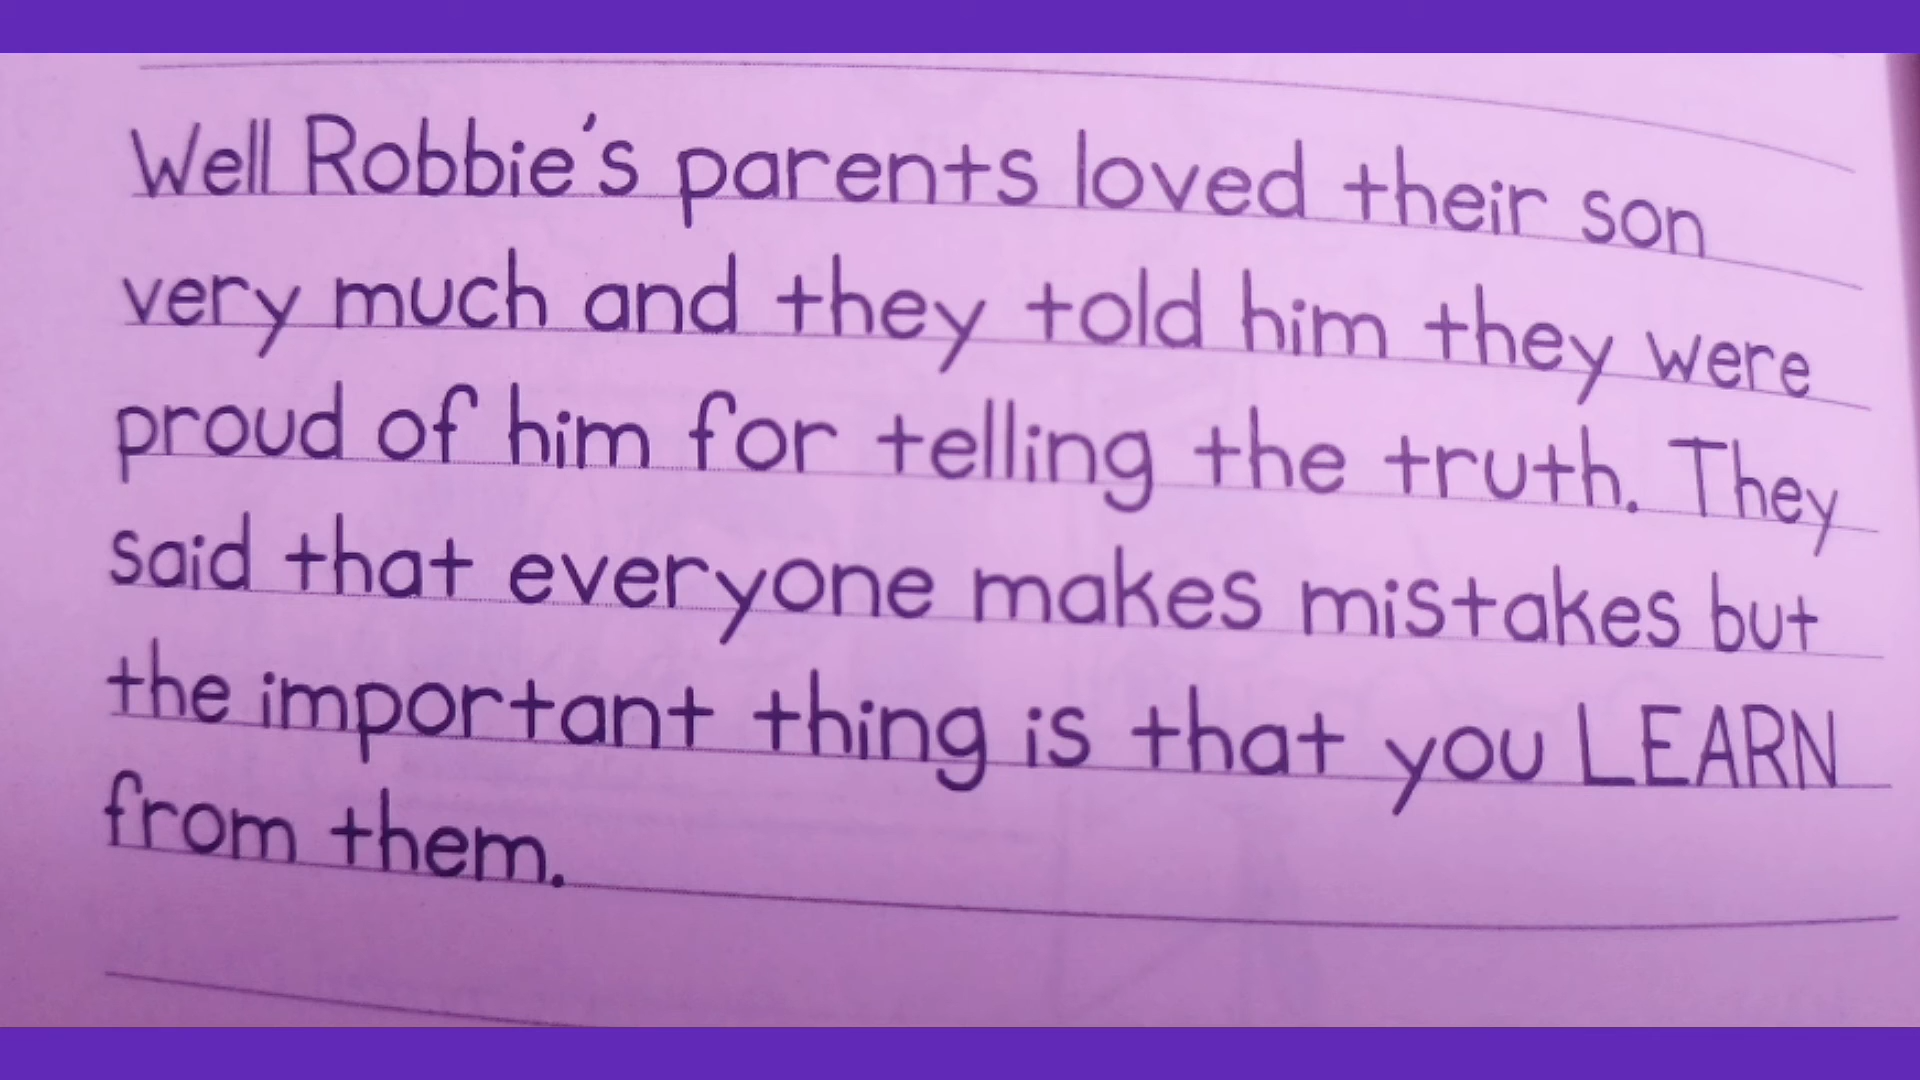 Well Robbie's parents loved their son
very much and they told him they were
proud of him for telling the truth. They
said that everyone makes mistakes but
the important thing is that you LEARN
from them.